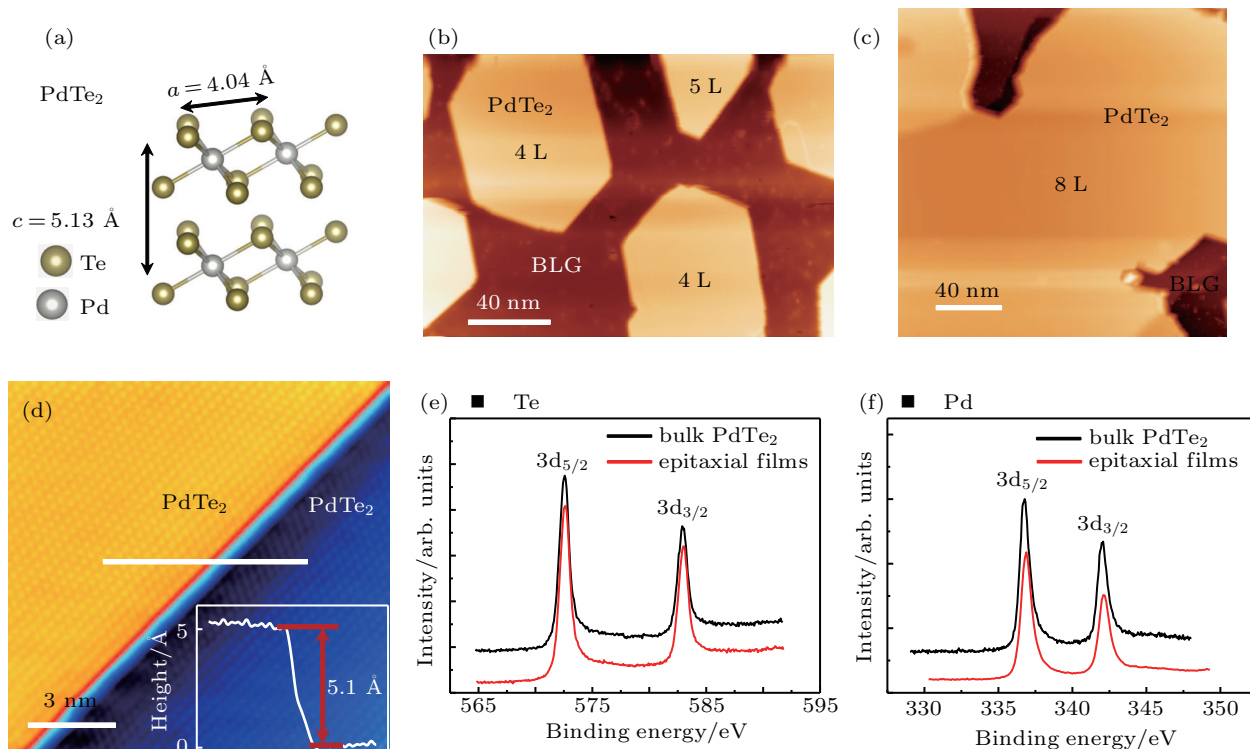 (a)
PdTe₂
a = 4.04 Å
c = 5.13 Å
Te
Pd
(b)
PdTe₂
4 L
5 L
BLG
4 L
40 nm
(c)
PdTe₂
8 L
BLG
40 nm
(d)
PdTe₂
PdTe₂
3 nm
Height/Å
5
0
5.1 Å
(e)
■ Te
bulk PdTe₂
epitaxial films
3d₅/₂
3d₃/₂
Intensity/arb. units
565 575 585 595
Binding energy/eV
(f)
■ Pd
bulk PdTe₂
epitaxial films
3d₅/₂
3d₃/₂
Intensity/arb. units
330 335 340 345 350
Binding energy/eV